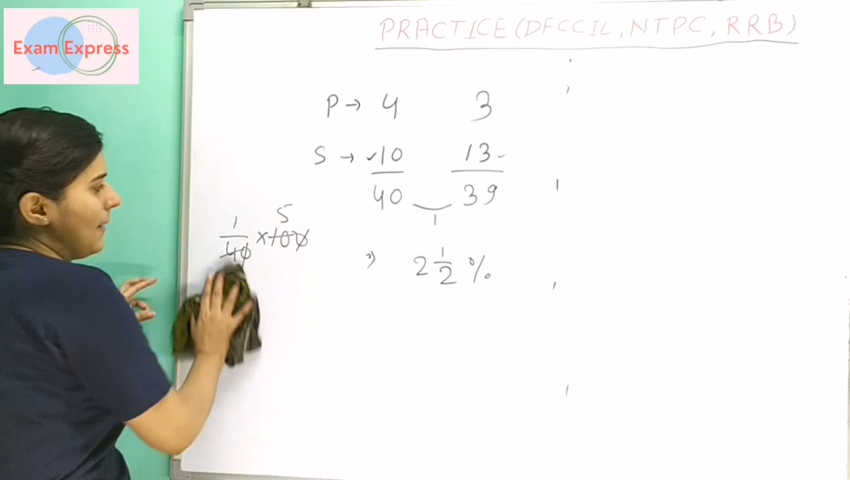 Exam Express
PRACTICE(DFCCIL, NTPC, RRB)
P → 4 3
S → 10 13
40 39
1
1/40 × 100 5
⇒ 2 1/2 %